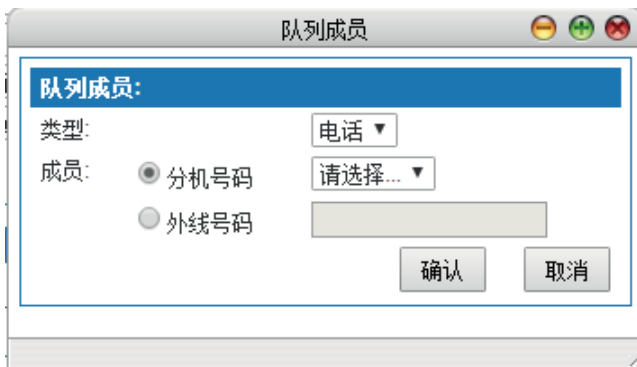 队列成员
队列成员:
类型: 电话
成员: 分机号码 请选择...
外线号码
确认 取消